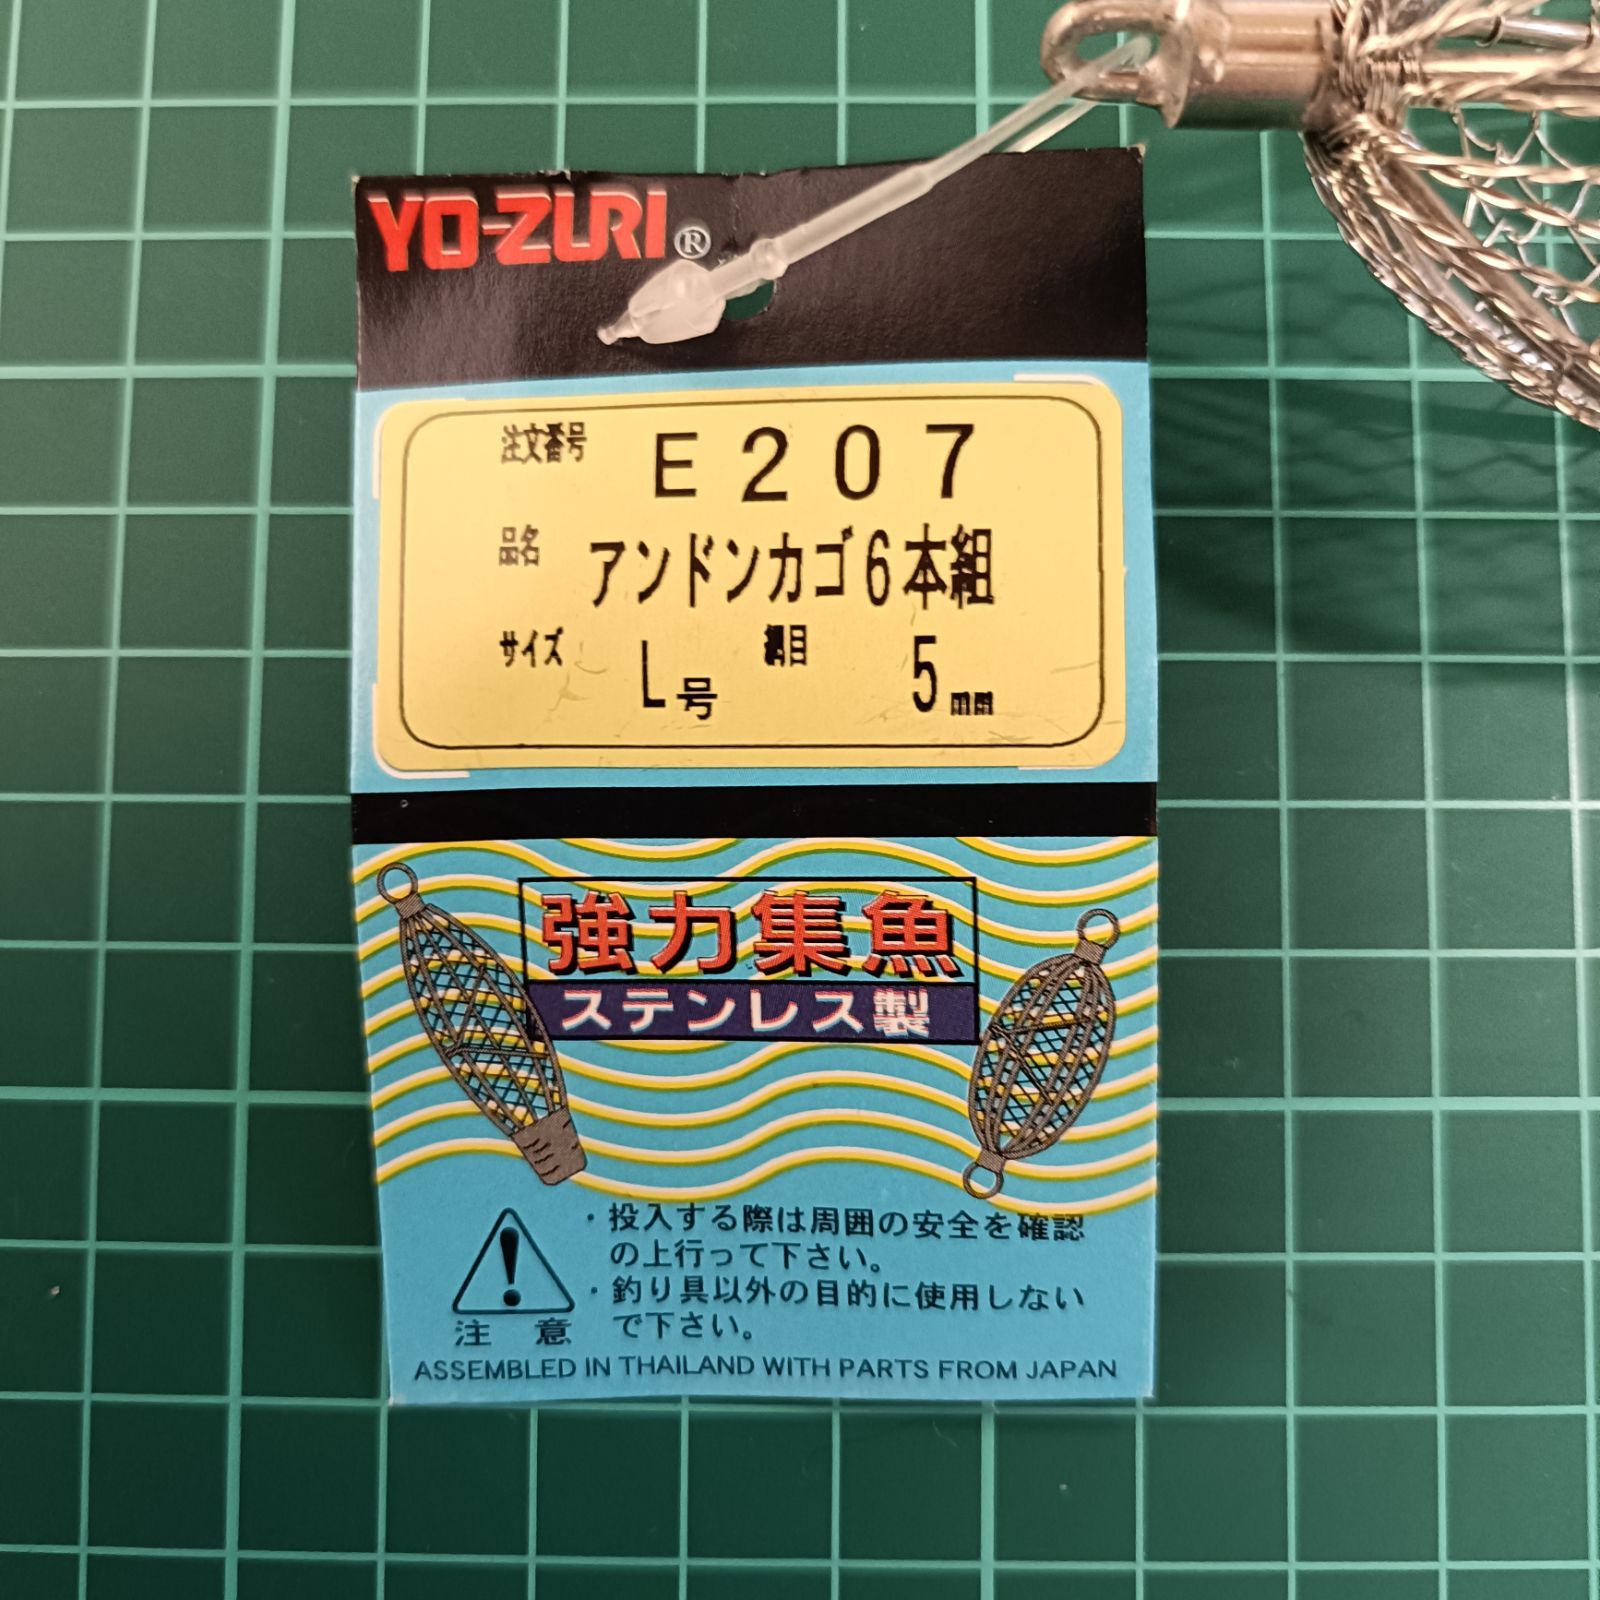 YO-ZURI®
注文番号 E207
品名 アンドンカゴ6本組
サイズ L号 網目 5mm
強力集魚
ステンレス製
・投入する際は周囲の安全を確認
の上行って下さい。
・釣り具以外の目的に使用しない
で下さい。
注意
ASSEMBLED IN THAILAND WITH PARTS FROM JAPAN